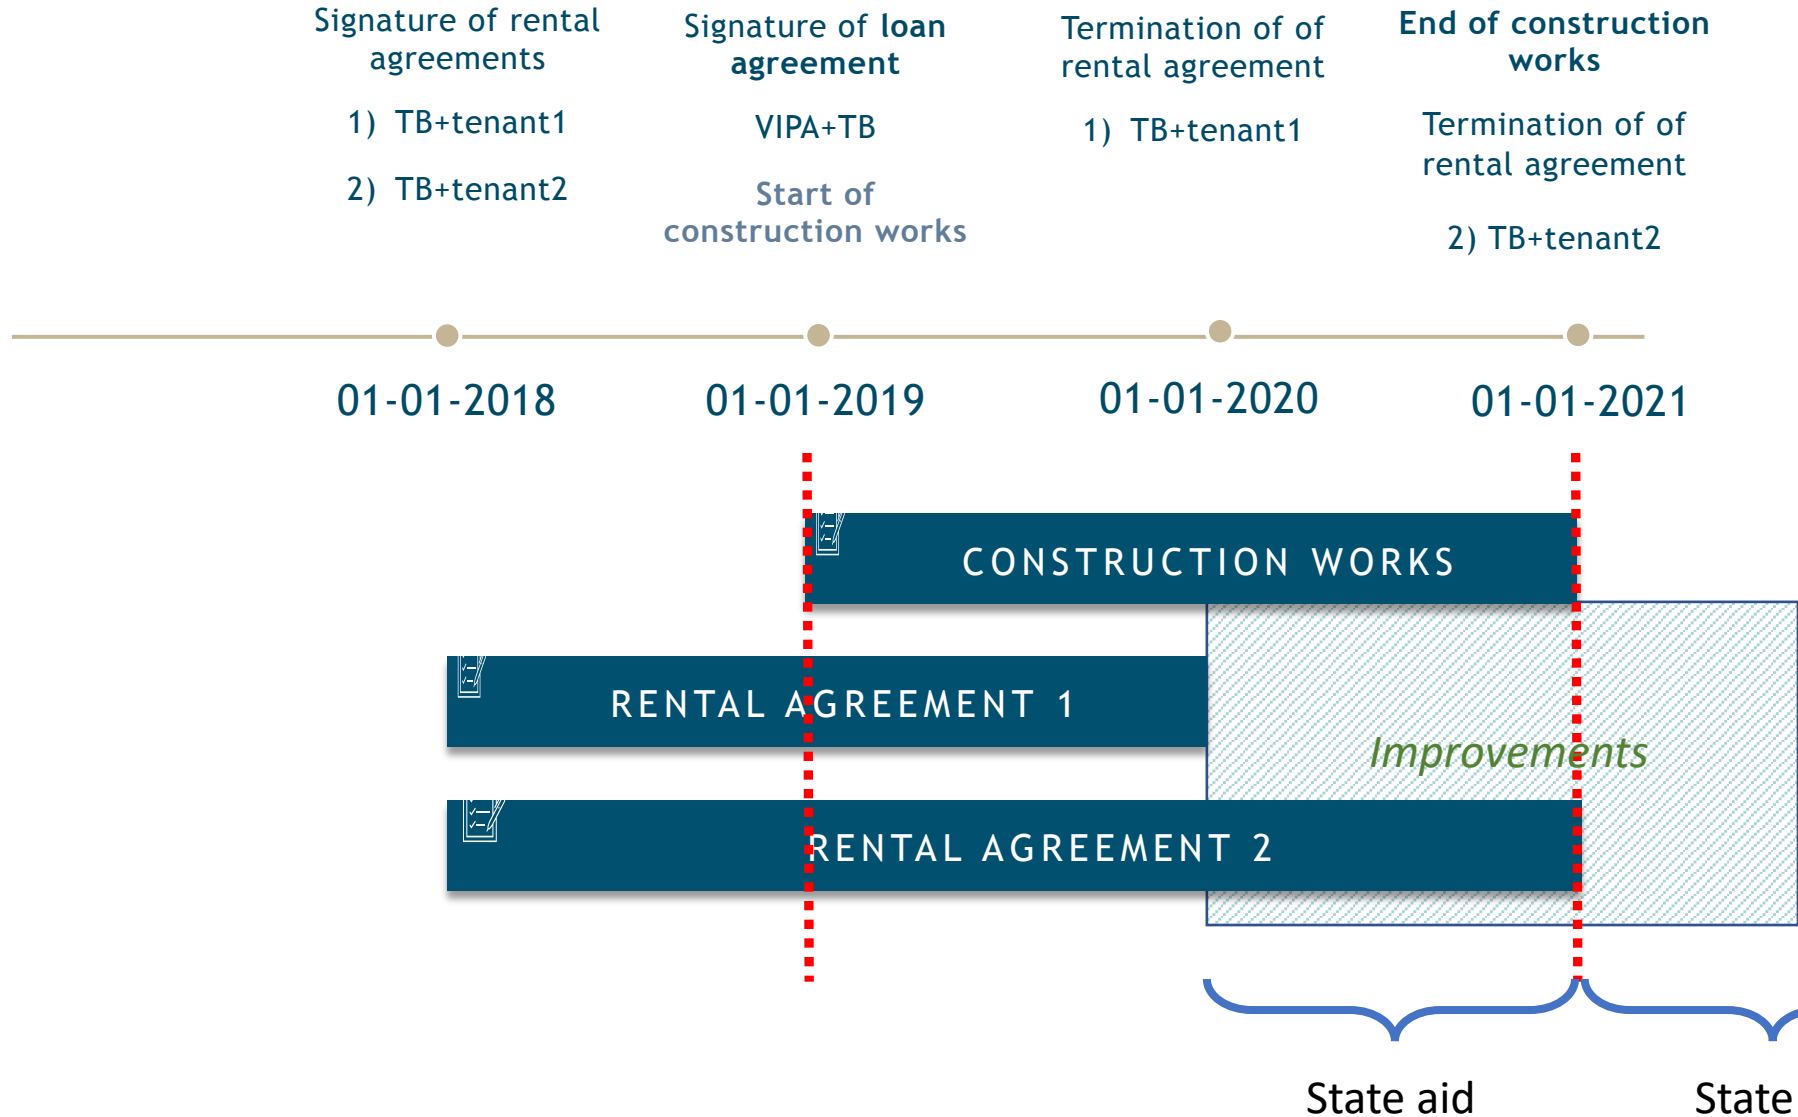 Signature of rental
agreements
1) TB+tenant1
2) TB+tenant2
Signature of loan
agreement
VIPA+TB
Start of
construction works
Termination of of
rental agreement
1) TB+tenant1
End of construction
works
Termination of of
rental agreement
2) TB+tenant2
01-01-2018
01-01-2019
01-01-2020
01-01-2021
CONSTRUCTION WORKS
RENTAL AGREEMENT 1
Improvements
RENTAL AGREEMENT 2
State aid
State